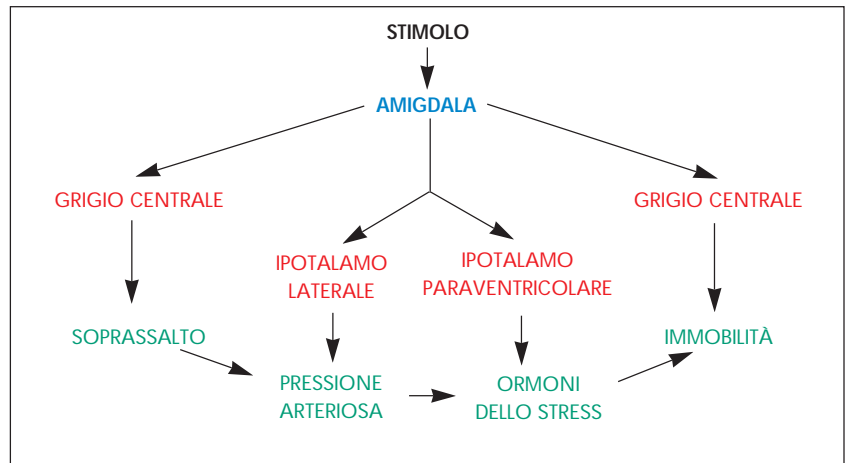 STIMOLO
AMIGDALA
GRIGIO CENTRALE
GRIGIO CENTRALE
IPOTALAMO
LATERALE
IPOTALAMO
PARAVENTRICOLARE
SOPRASSALTO
IMMOBILITÀ
PRESSIONE
ARTERIOSA
ORMONI
DELLO STRESS